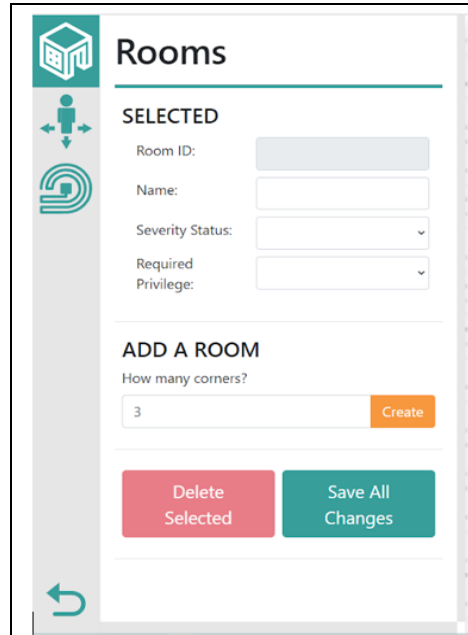 Rooms
SELECTED
Room ID:
Name:
Severity Status:
Required
Privilege:
ADD A ROOM
How many corners?
3
Create
Delete
Selected
Save All
Changes